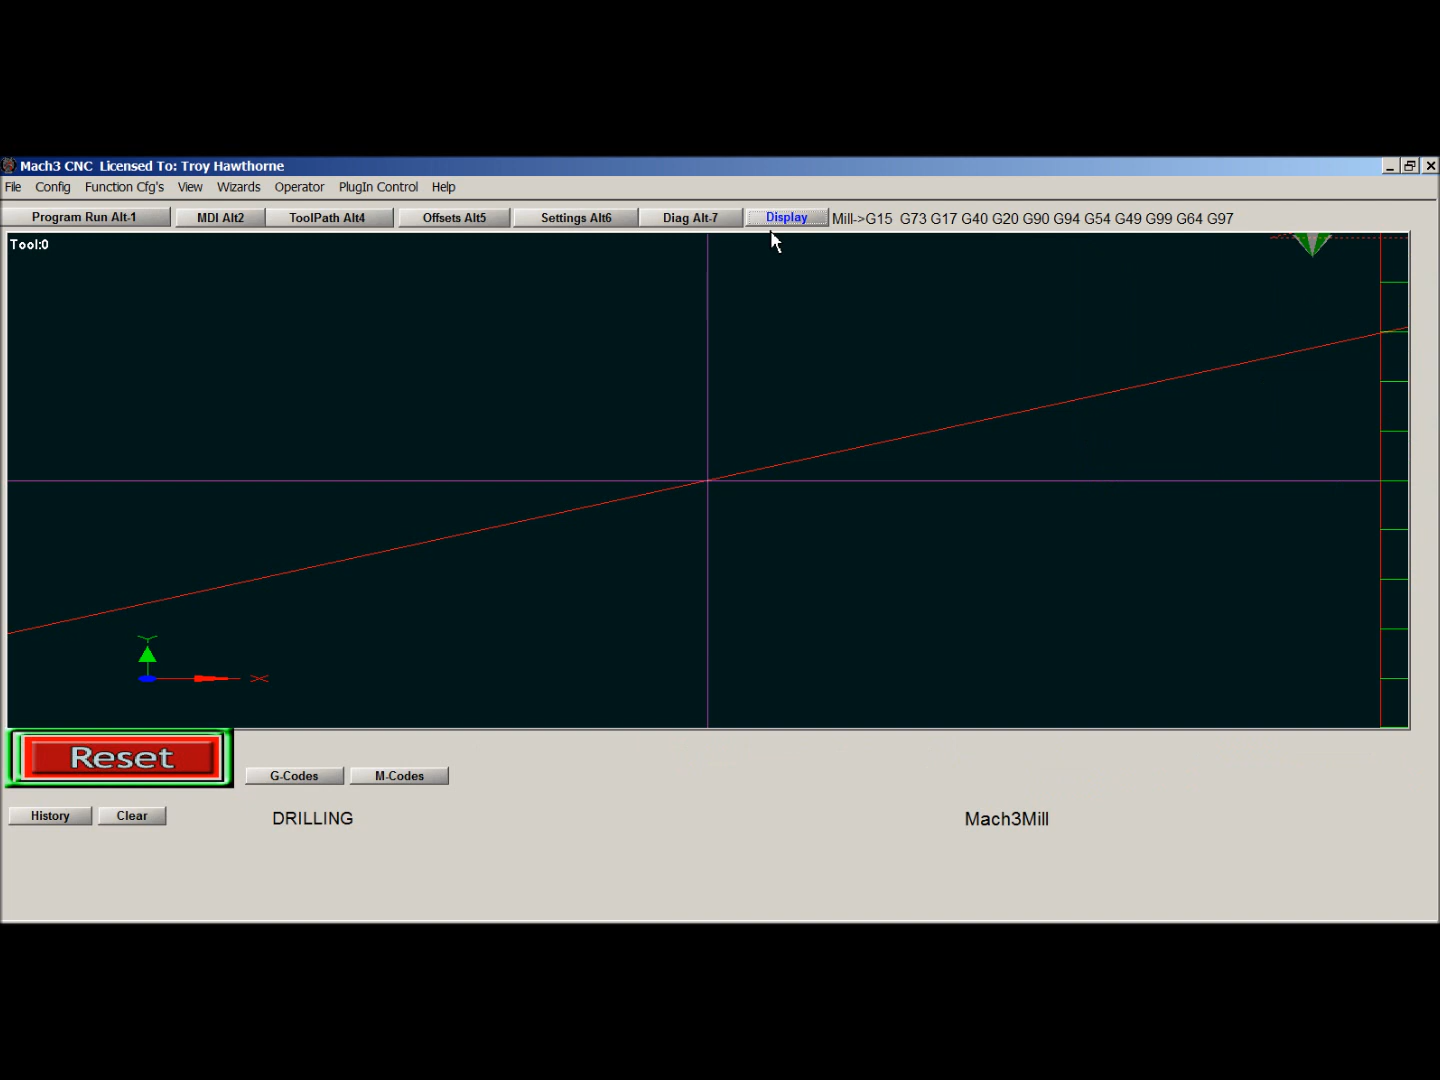 Mach3 CNC  Licensed To: Troy Hawthorne
File Config Function Cfg's View Wizards Operator PlugIn Control Help
Program Run Alt-1 MDI Alt2 ToolPath Alt4 Offsets Alt5 Settings Alt6 Diag Alt-7 Display Mill->G15  G73 G17 G40 G20 G90 G94 G54 G49 G99 G64 G97
Tool:0
Y
X
Reset
G-Codes M-Codes
History Clear DRILLING Mach3Mill